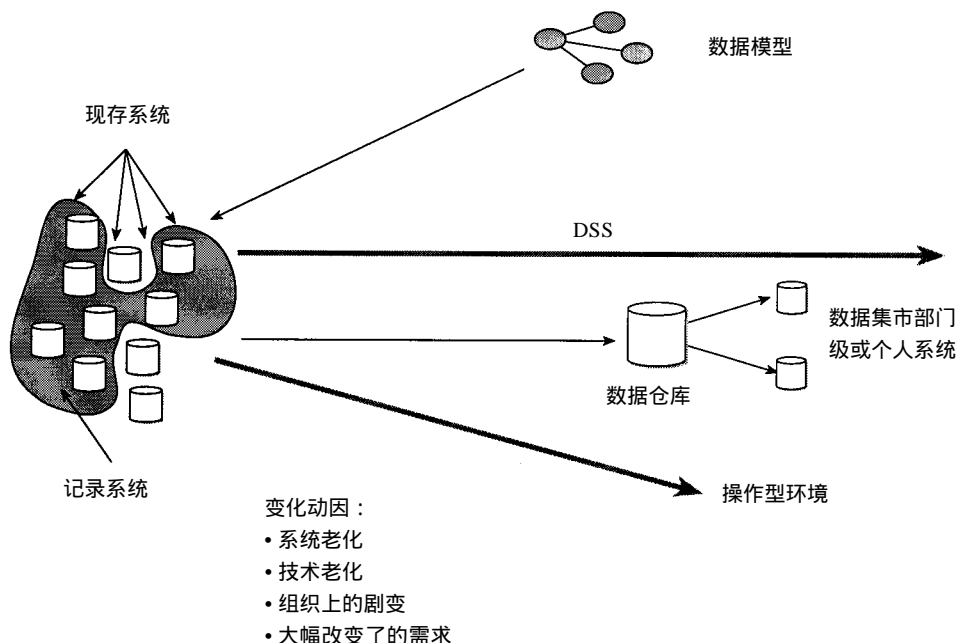 数据模型
现存系统
DSS
数据集市部门
级或个人系统
数据仓库
记录系统
操作型环境
变化动因：
• 系统老化
• 技术老化
• 组织上的剧变
• 大幅改变了的需求